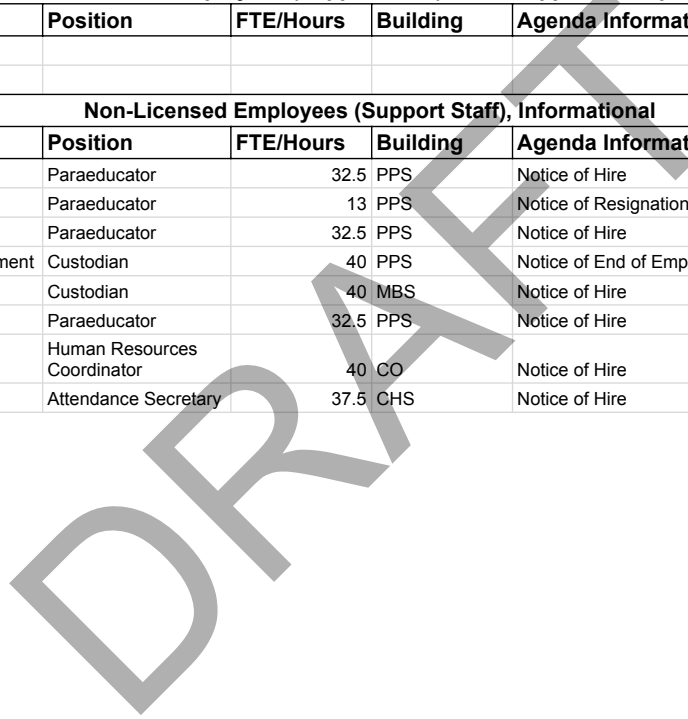 Position FTE/Hours Building Agenda Informat
Non-Licensed Employees (Support Staff), Informational
Position FTE/Hours Building Agenda Informat
Paraeducator 32.5 PPS Notice of Hire
Paraeducator 13 PPS Notice of Resignation
Paraeducator 32.5 PPS Notice of Hire
ment Custodian 40 PPS Notice of End of Emp
Custodian 40 MBS Notice of Hire
Paraeducator 32.5 PPS Notice of Hire
Human Resources
Coordinator 40 CO Notice of Hire
Attendance Secretary 37.5 CHS Notice of Hire
DRAFT